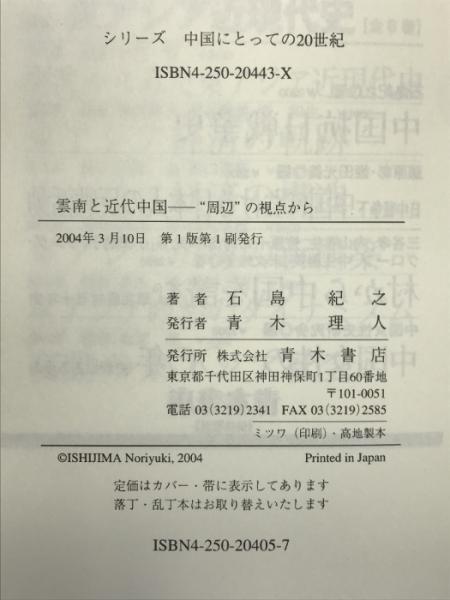 シリーズ 中国にとっての20世紀
ISBN4-250-20443-X
雲南と近代中国――“周辺”の視点から
2004年3月10日 第1版第1刷発行
著者 石島紀之
発行者 青木理人
発行所 株式会社 青木書店
東京都千代田区神田神保町1丁目60番地
〒101-0051
電話 03(3219)2341 FAX 03(3219)2585
ミツワ(印刷)・高地製本
©ISHIJIMA Noriyuki, 2004 Printed in Japan
定価はカバー・帯に表示してあります
落丁・乱丁本はお取り替えいたします
ISBN4-250-20405-7